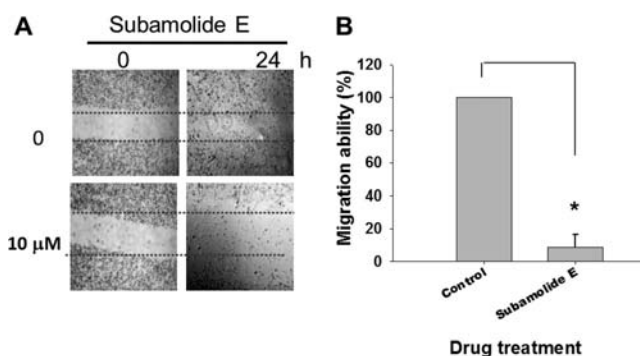 A
Subamolide E
0 24 h
0
10 µM
B
Migration ability (%)
120
100
80
60
40
20
0
*
Control
Subamolide E
Drug treatment